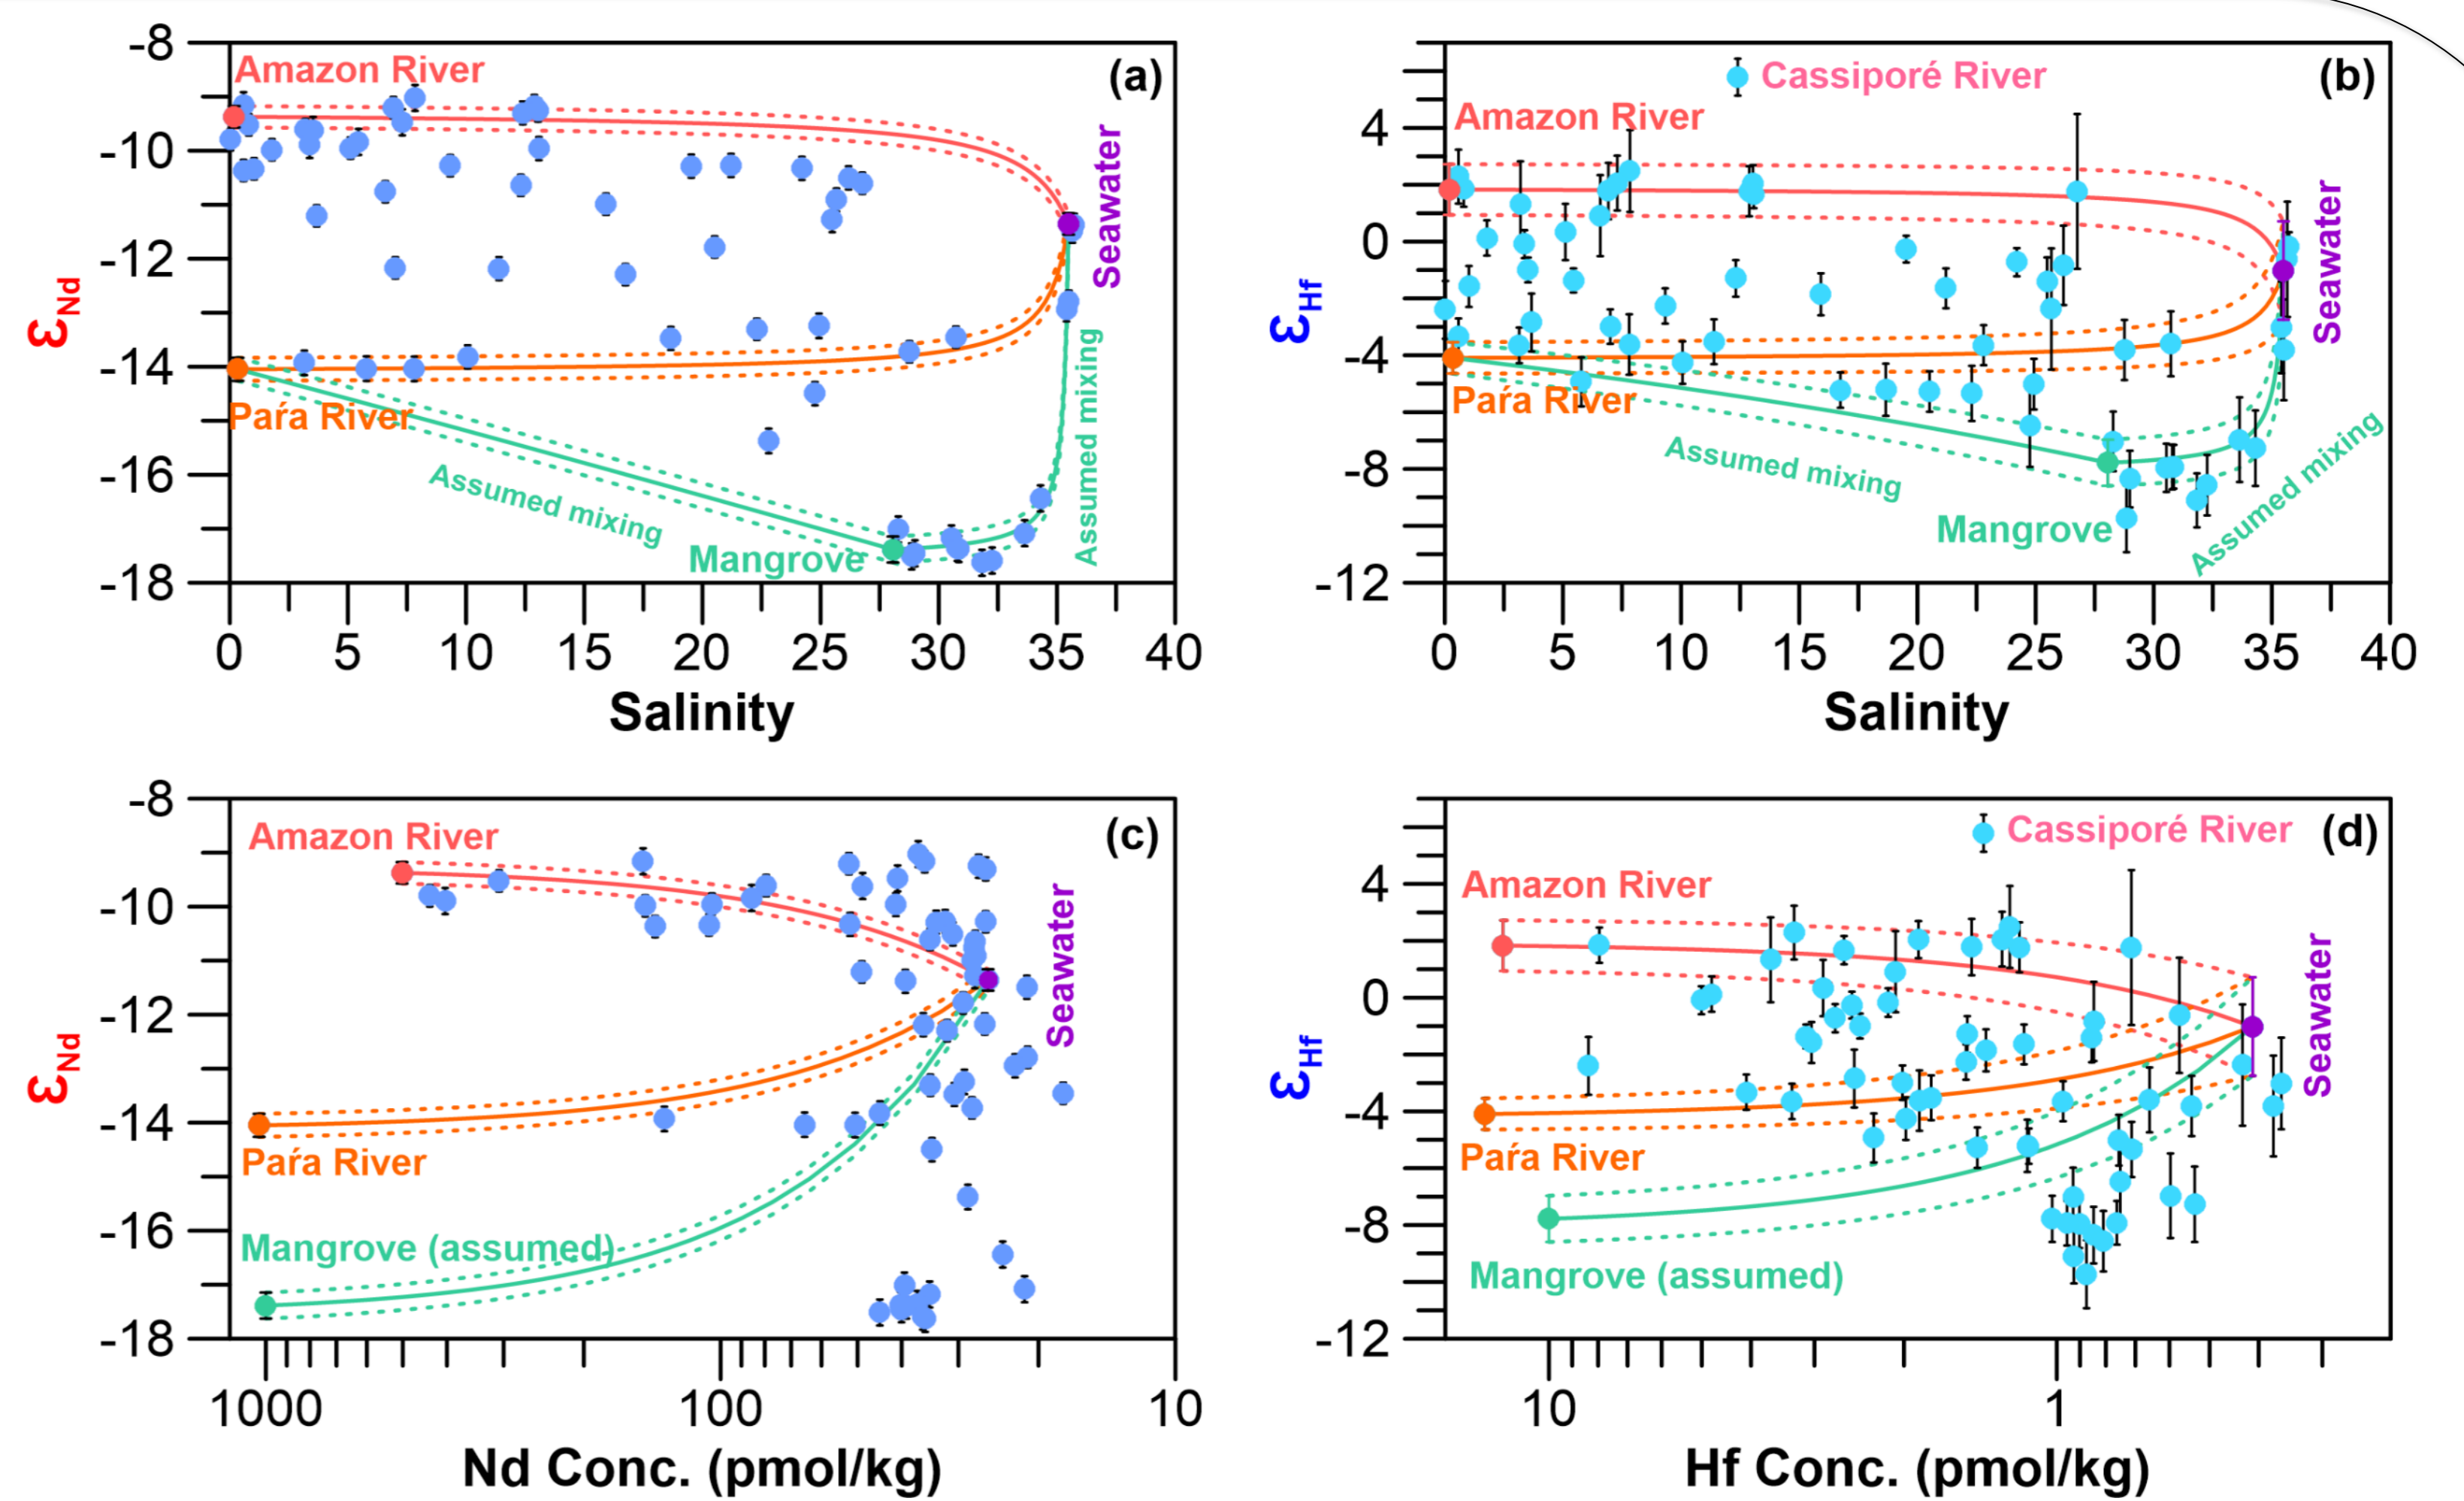 (a)
Amazon River
Seawater
Paŕa River
Assumed mixing
Assumed mixing
Mangrove
εNd
-8
-10
-12
-14
-16
-18
0 5 10 15 20 25 30 35 40
Salinity
(b)
Cassiporé River
Amazon River
Seawater
Paŕa River
Assumed mixing
Assumed mixing
Mangrove
εHf
4
0
-4
-8
-12
0 5 10 15 20 25 30 35 40
Salinity
(c)
Amazon River
Seawater
Paŕa River
Mangrove (assumed)
εNd
-8
-10
-12
-14
-16
-18
1000 100 10
Nd Conc. (pmol/kg)
(d)
Cassiporé River
Amazon River
Seawater
Paŕa River
Mangrove (assumed)
εHf
4
0
-4
-8
-12
10 1
Hf Conc. (pmol/kg)